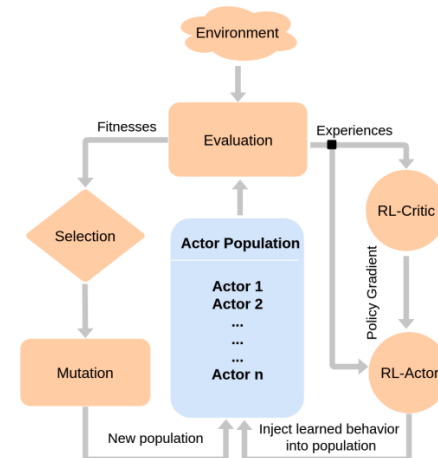 Environment
Fitnesses
Evaluation
Experiences
Selection
Actor Population
Actor 1
Actor 2
...
...
...
Actor n
RL-Critic
Policy Gradient
Mutation
RL-Actor
New population
Inject learned behavior
into population